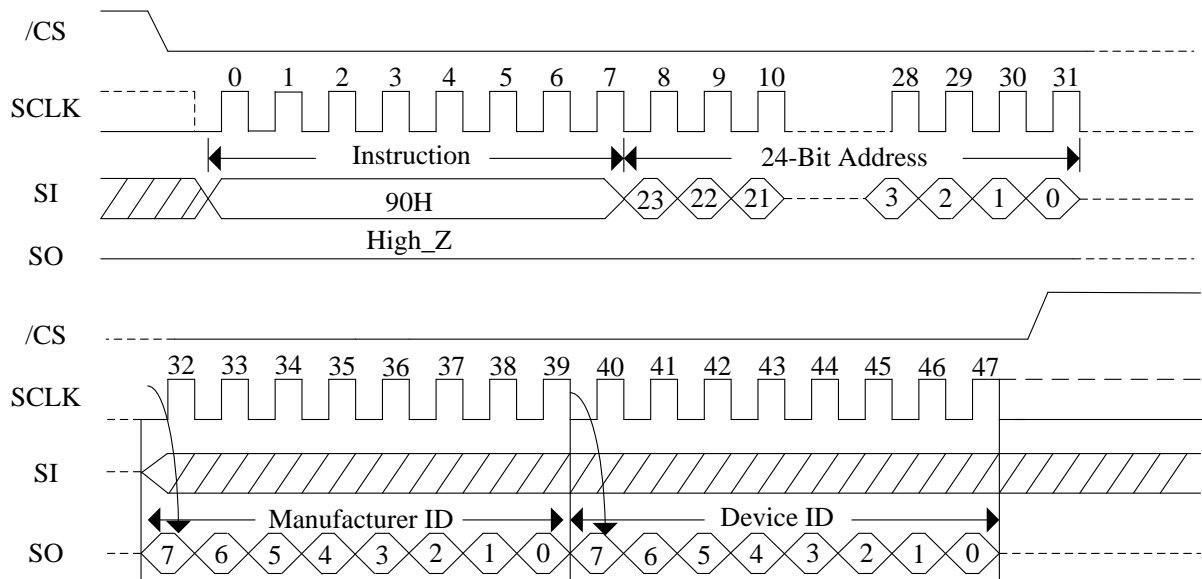 /CS
0 1 2 3 4 5 6 7 8 9 10 28 29 30 31
SCLK
Instruction 24-Bit Address
SI 90H 23 22 21 3 2 1 0
High_Z
SO
/CS
32 33 34 35 36 37 38 39 40 41 42 43 44 45 46 47
SCLK
SI
Manufacturer ID Device ID
SO 7 6 5 4 3 2 1 0 7 6 5 4 3 2 1 0